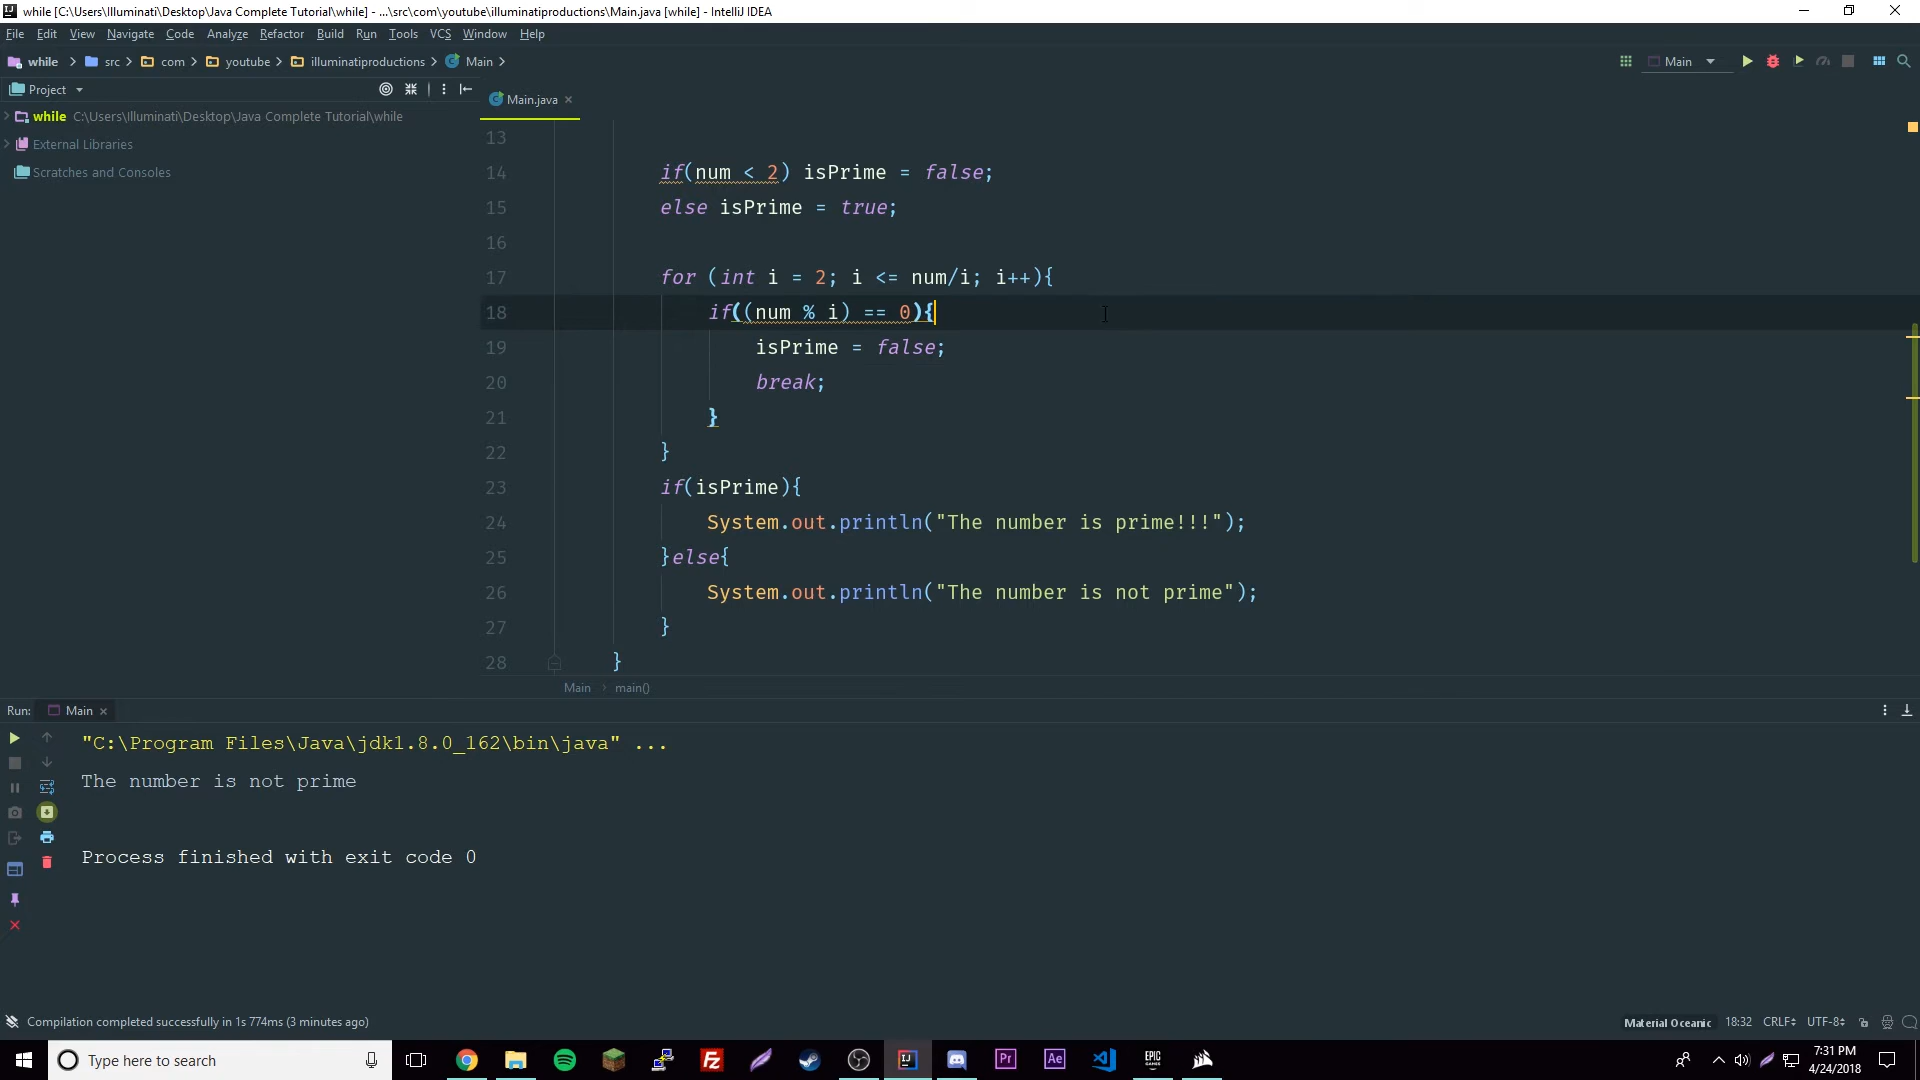 while [C:\Users\Illuminati\Desktop\Java Complete Tutorial\while] - ...\src\com\youtube\illuminatiproductions\Main.java [while] - IntelliJ IDEA
File Edit View Navigate Code Analyze Refactor Build Run Tools VCS Window Help
while src com youtube illuminatiproductions Main
Main
Project
Main.java
while C:\Users\Illuminati\Desktop\Java Complete Tutorial\while
External Libraries
Scratches and Consoles
13
14 if(num < 2) isPrime = false;
15 else isPrime = true;
16
17 for (int i = 2; i <= num/i; i++){
18 if((num % i) == 0){
19 isPrime = false;
20 break;
21 }
22 }
23 if(isPrime){
24 System.out.println("The number is prime!!!");
25 }else{
26 System.out.println("The number is not prime");
27 }
28 }
Main main()
Run: Main
"C:\Program Files\Java\jdk1.8.0_162\bin\java" ...
The number is not prime
Process finished with exit code 0
Compilation completed successfully in 1s 774ms (3 minutes ago)
Material Oceanic 18:32 CRLF UTF-8
Type here to search
IJ
Pr
Ae
EPIC GAMES
7:31 PM
4/24/2018